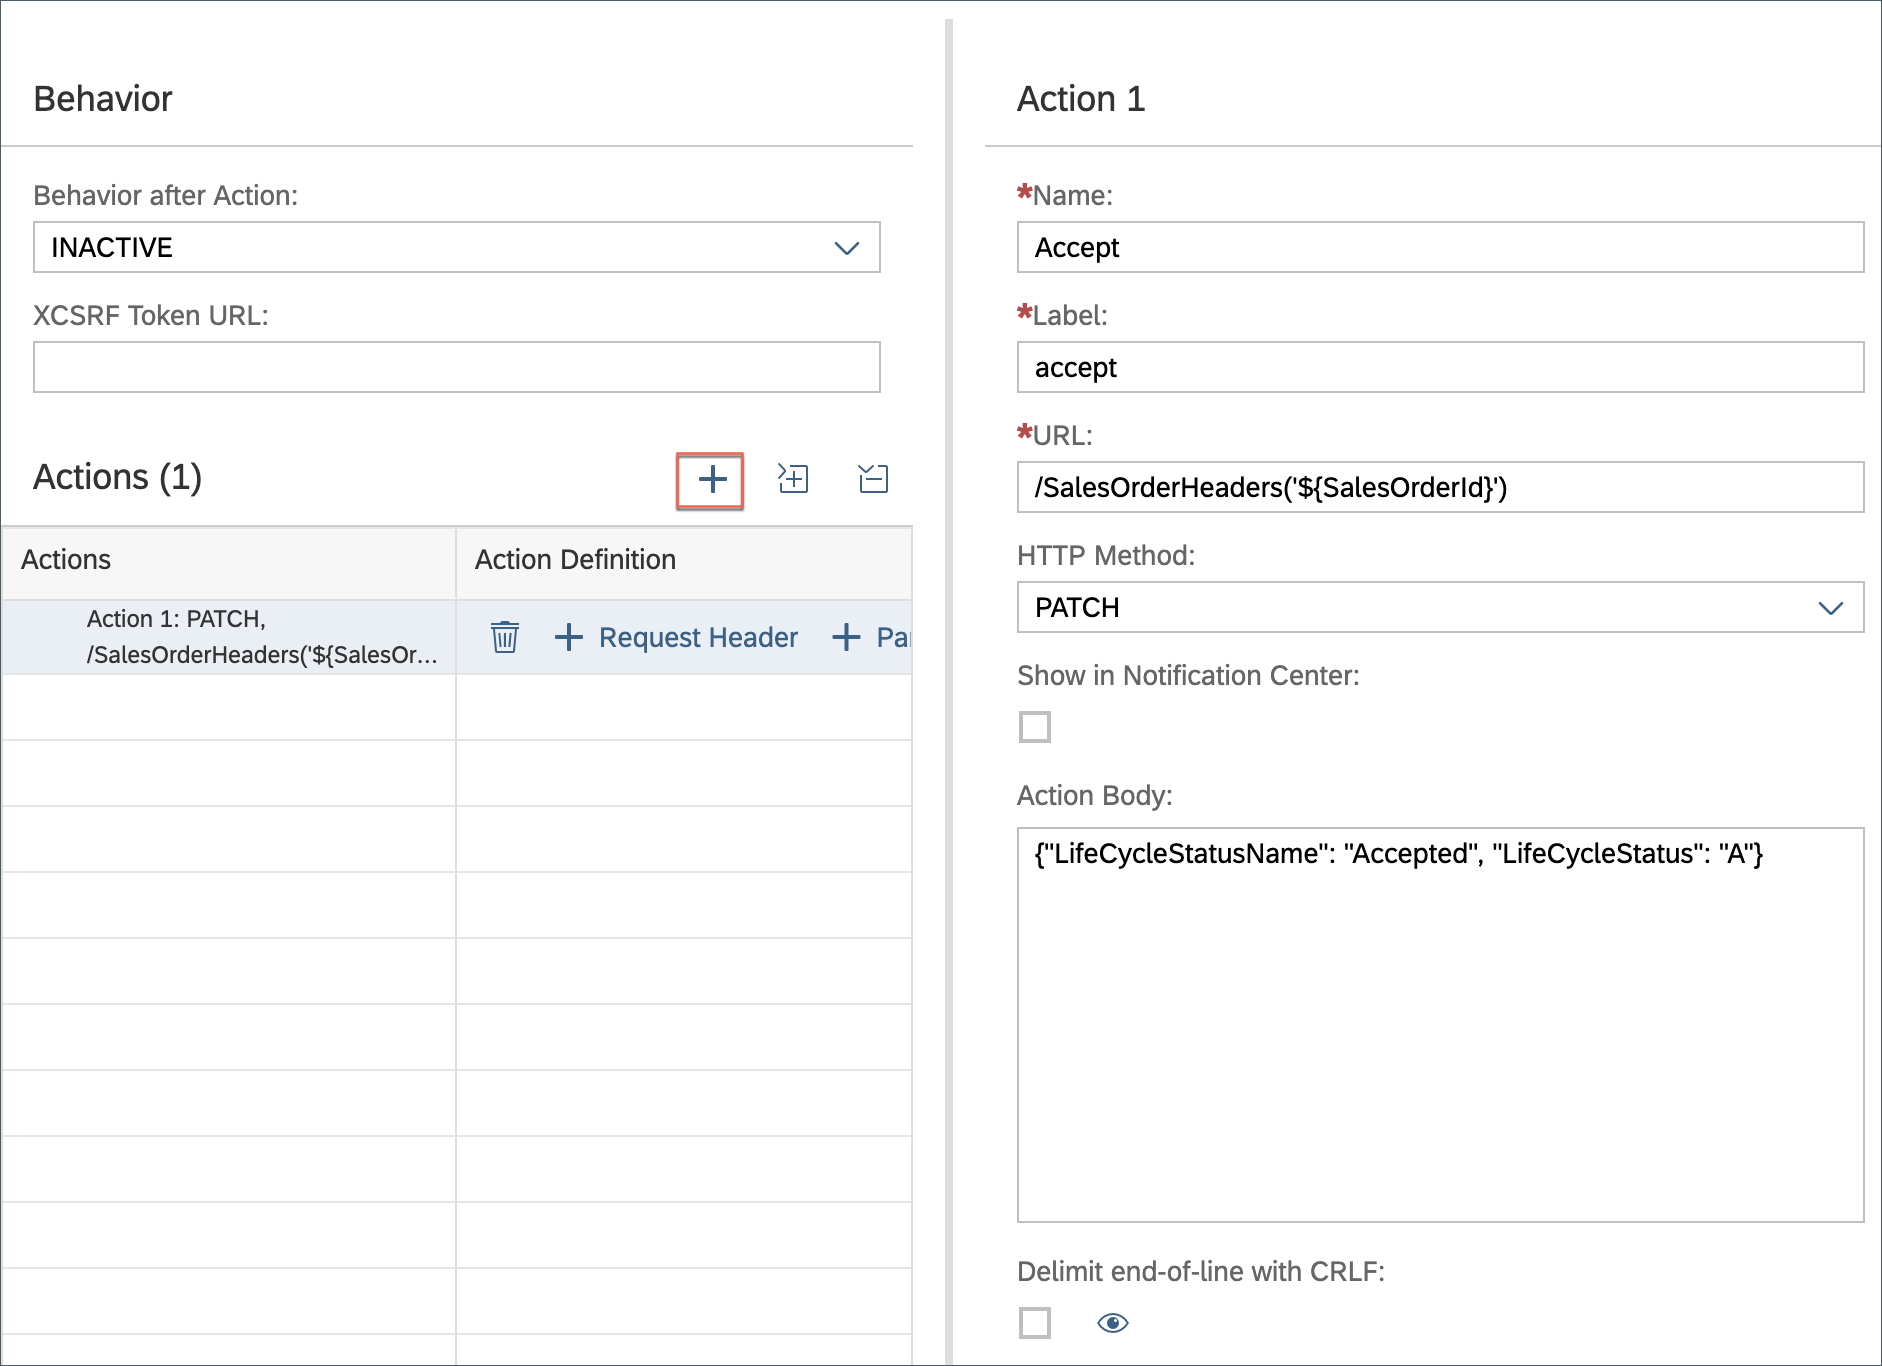 Behavior
Behavior after Action:
INACTIVE
XCSRF Token URL:
Actions (1)
Actions
Action Definition
Action 1: PATCH,
/SalesOrderHeaders('${SalesOr...
Request Header
Par
Action 1
*Name:
Accept
*Label:
accept
*URL:
/SalesOrderHeaders('${SalesOrderId}')
HTTP Method:
PATCH
Show in Notification Center:
Action Body:
{"LifeCycleStatusName": "Accepted", "LifeCycleStatus": "A"}
Delimit end-of-line with CRLF: